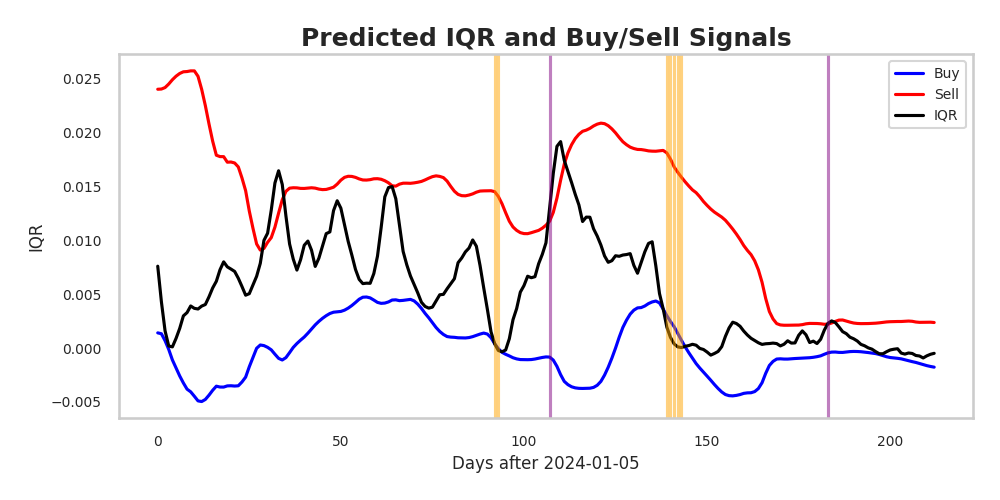 Predicted IQR and Buy/Sell Signals
Buy
Sell
IQR
IQR
0.025
0.020
0.015
0.010
0.005
0.000
−0.005
0 50 100 150 200
Days after 2024-01-05